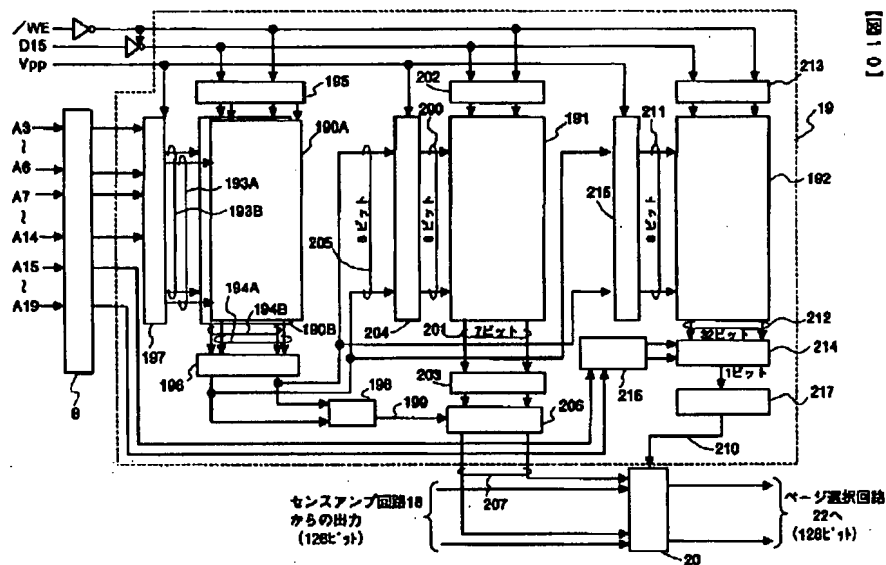 【図10】
/WE
D15
Vpp
195
202
213
190A
191
200
211
19
192
A3
~
A6
A7
~
A14
A15
~
A19
193A
193B
8ビット
8ビット
215
8ビット
205
194A
194B
190B
204
201
7ビット
212
32ビット
197
196
203
214
1ビット
8
198
199
206
216
217
210
207
センスアンプ回路18
からの出力
(128ビット)
ページ選択回路
22へ
(128ビット)
20